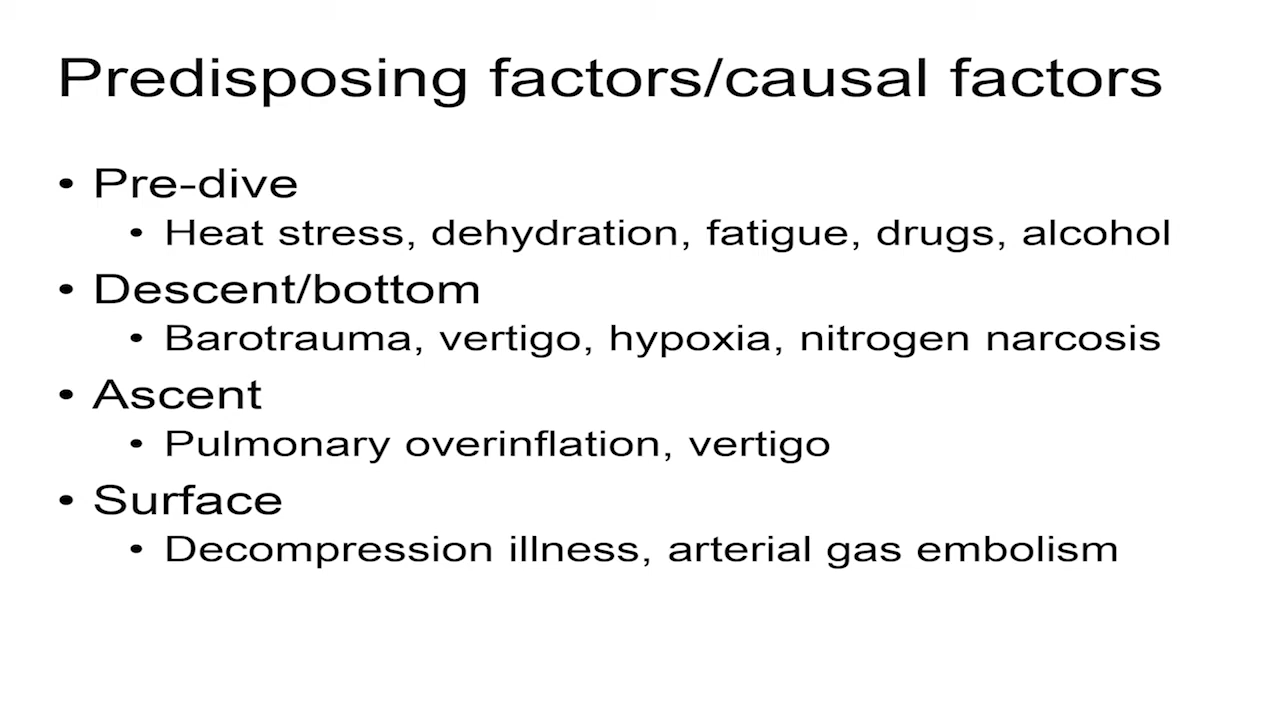 Predisposing factors/causal factors
• Pre-dive
• Heat stress, dehydration, fatigue, drugs, alcohol
• Descent/bottom
• Barotrauma, vertigo, hypoxia, nitrogen narcosis
• Ascent
• Pulmonary overinflation, vertigo
• Surface
• Decompression illness, arterial gas embolism